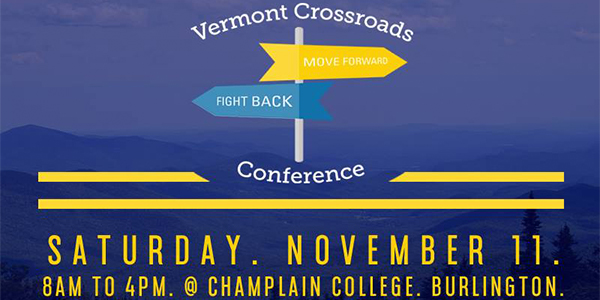 Vermont Crossroads
MOVE FORWARD
FIGHT BACK
Conference
SATURDAY. NOVEMBER 11.
8AM TO 4PM. @ CHAMPLAIN COLLEGE. BURLINGTON.